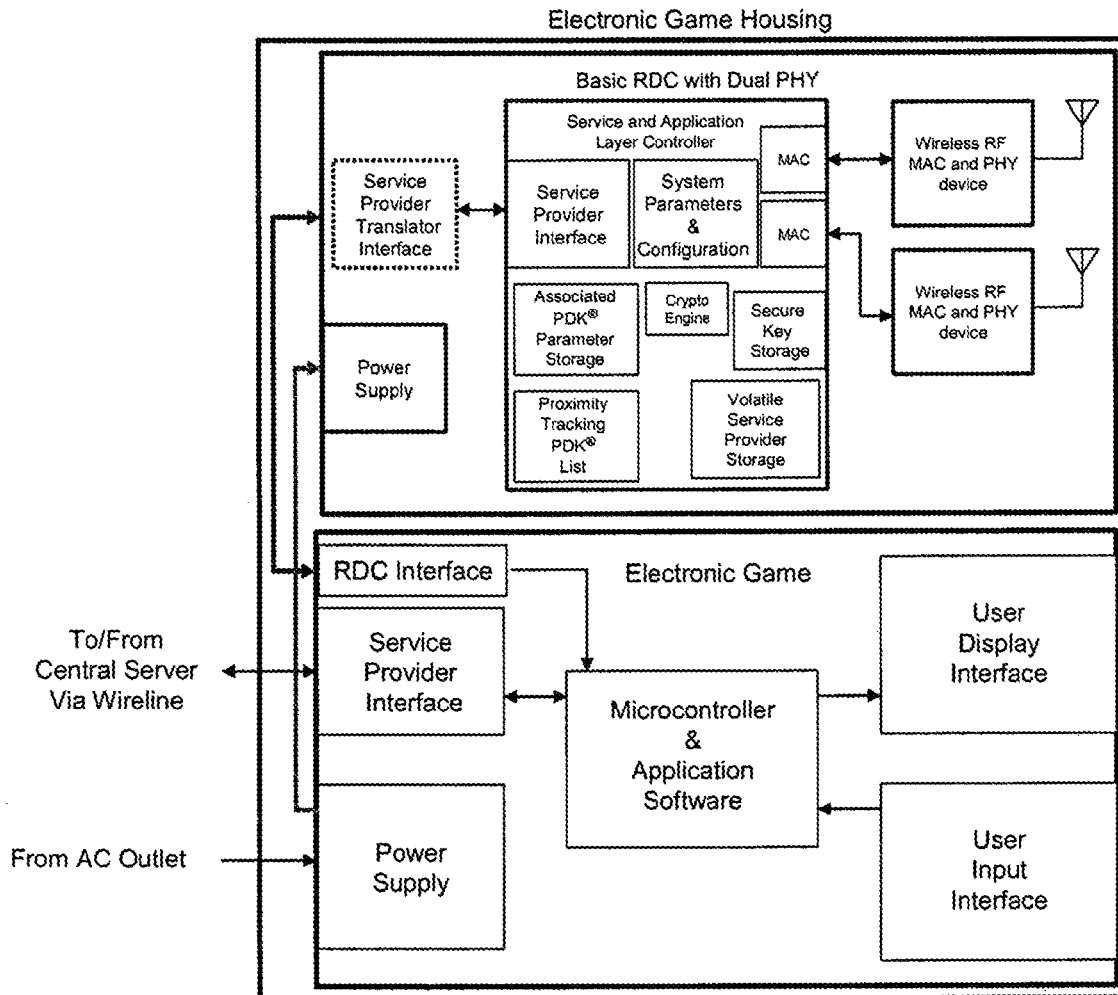 Electronic Game Housing
Basic RDC with Dual PHY
Service and Application
Layer Controller
MAC
MAC
Service
Provider
Translator
Interface
Service
Provider
Interface
System
Parameters
&
Configuration
Wireless RF
MAC and PHY
device
Wireless RF
MAC and PHY
device
Associated
PDK®
Parameter
Storage
Crypto
Engine
Secure
Key
Storage
Power
Supply
Proximity
Tracking
PDK®
List
Volatile
Service
Provider
Storage
RDC Interface
Electronic Game
User
Display
Interface
To/From
Central Server
Via Wireline
Service
Provider
Interface
Microcontroller
&
Application
Software
From AC Outlet
Power
Supply
User
Input
Interface